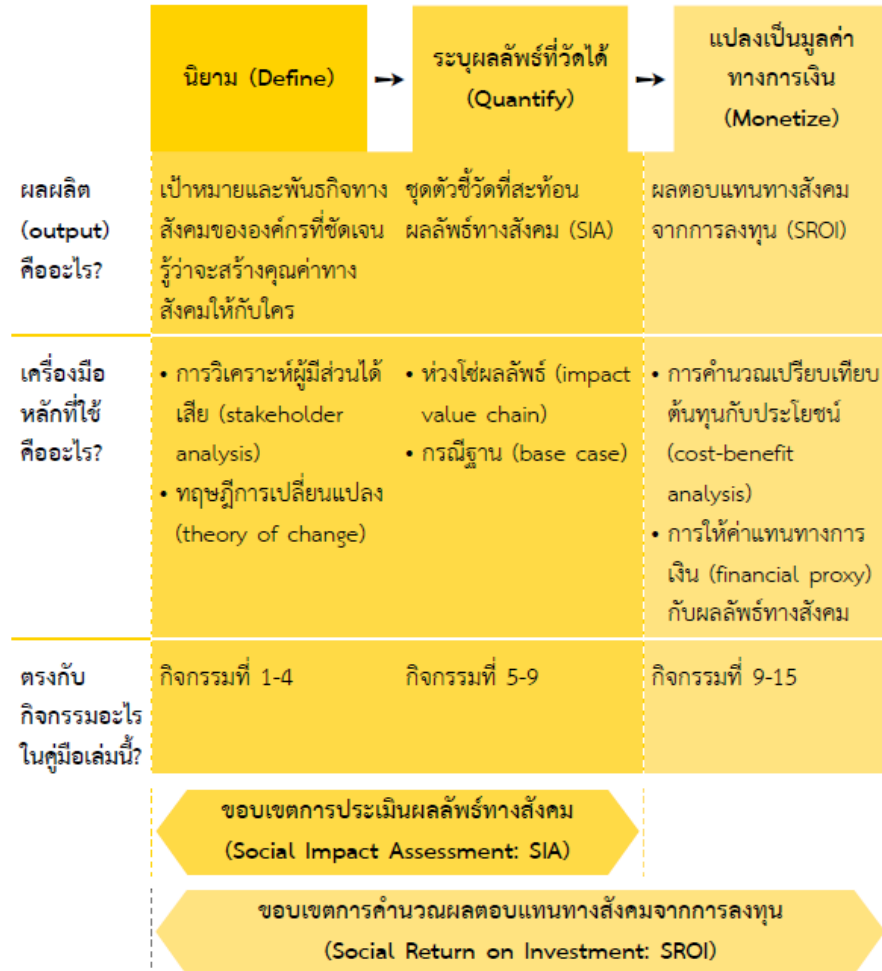 นิยาม (Define)
→
ระบุผลลัพธ์ที่วัดได้
(Quantify)
→
แปลงเป็นมูลค่า
ทางการเงิน
(Monetize)
ผลผลิต
(output)
คืออะไร?
เป้าหมายและพันธกิจทาง
สังคมขององค์กรที่ชัดเจน
รู้ว่าจะสร้างคุณค่าทาง
สังคมให้กับใคร
ชุดตัวชี้วัดที่สะท้อน
ผลลัพธ์ทางสังคม (SIA)
ผลตอบแทนทางสังคม
จากการลงทุน (SROI)
เครื่องมือ
หลักที่ใช้
คืออะไร?
• การวิเคราะห์ผู้มีส่วนได้
เสีย (stakeholder
analysis)
• ทฤษฎีการเปลี่ยนแปลง
(theory of change)
• ห่วงโซ่ผลลัพธ์ (impact
value chain)
• กรณีฐาน (base case)
• การคำนวณเปรียบเทียบ
ต้นทุนกับประโยชน์
(cost-benefit
analysis)
• การให้ค่าแทนทางการ
เงิน (financial proxy)
กับผลลัพธ์ทางสังคม
ตรงกับ
กิจกรรมอะไร
ในคู่มือเล่มนี้?
กิจกรรมที่ 1-4
กิจกรรมที่ 5-9
กิจกรรมที่ 9-15
ขอบเขตการประเมินผลลัพธ์ทางสังคม
(Social Impact Assessment: SIA)
ขอบเขตการคำนวณผลตอบแทนทางสังคมจากการลงทุน
(Social Return on Investment: SROI)